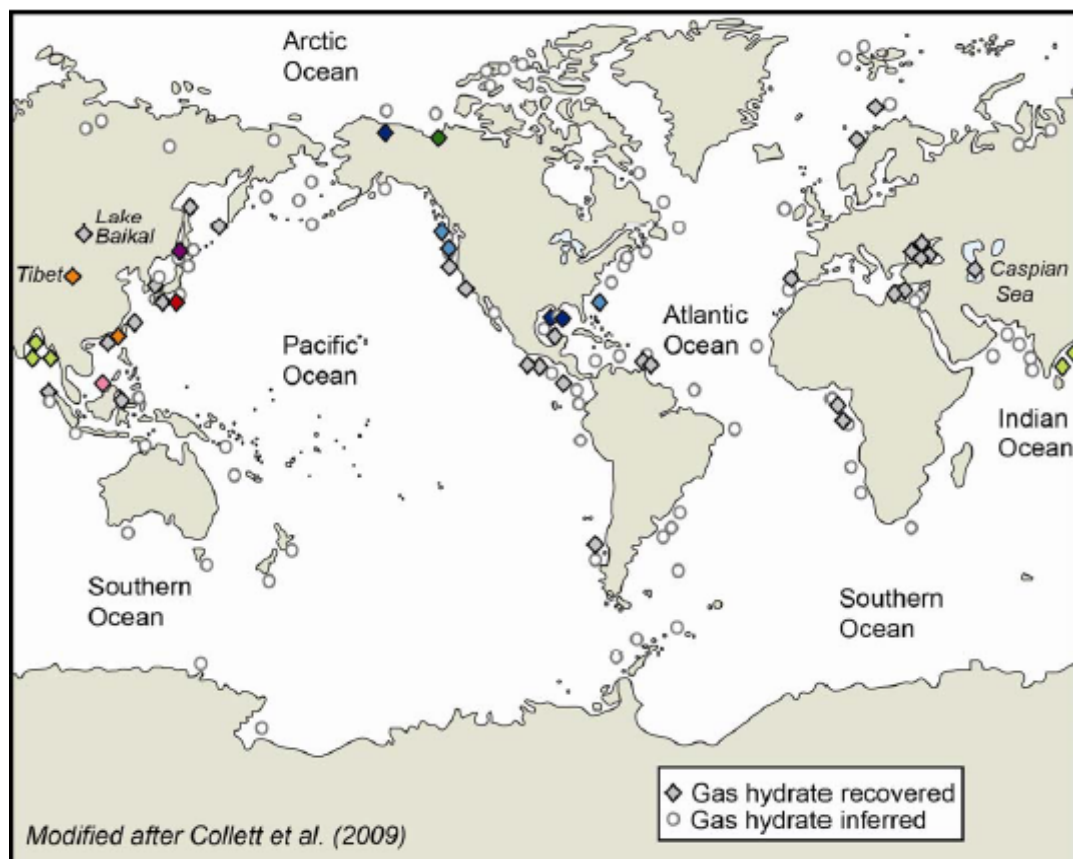 Arctic
Ocean
Lake
Baikal
Tibet
Caspian
Sea
Pacific
Ocean
Atlantic
Ocean
Indian
Ocean
Southern
Ocean
Southern
Ocean
Gas hydrate recovered
Gas hydrate inferred
Modified after Collett et al. (2009)